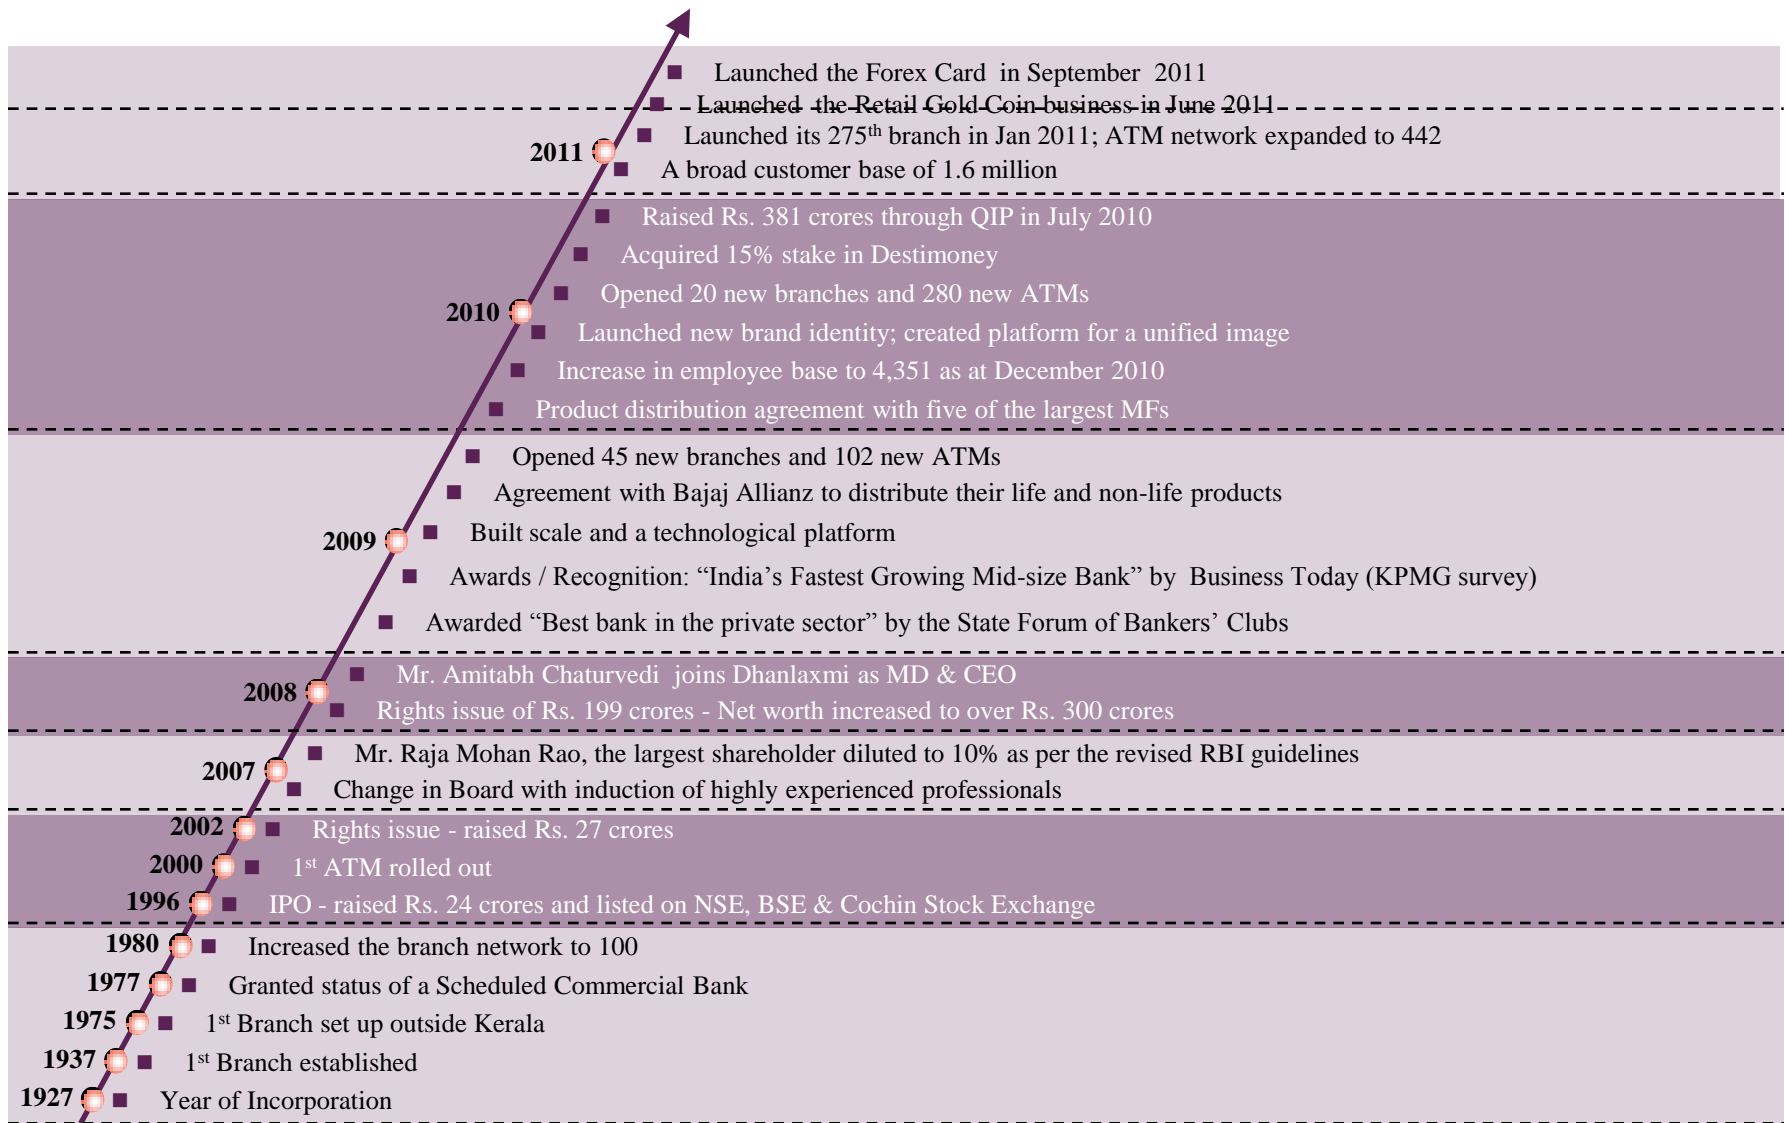 Launched the Forex Card in September 2011
Launched the Retail Gold Coin business in June 2011
Launched its 275th branch in Jan 2011; ATM network expanded to 442
2011
A broad customer base of 1.6 million
Raised Rs. 381 crores through QIP in July 2010
Acquired 15% stake in Destimoney
Opened 20 new branches and 280 new ATMs
2010
Launched new brand identity; created platform for a unified image
Increase in employee base to 4,351 as at December 2010
Product distribution agreement with five of the largest MFs
Opened 45 new branches and 102 new ATMs
Agreement with Bajaj Allianz to distribute their life and non-life products
Built scale and a technological platform
2009
Awards / Recognition: “India’s Fastest Growing Mid-size Bank” by Business Today (KPMG survey)
Awarded “Best bank in the private sector” by the State Forum of Bankers’ Clubs
Mr. Amitabh Chaturvedi joins Dhanlaxmi as MD & CEO
2008
Rights issue of Rs. 199 crores - Net worth increased to over Rs. 300 crores
Mr. Raja Mohan Rao, the largest shareholder diluted to 10% as per the revised RBI guidelines
2007
Change in Board with induction of highly experienced professionals
2002 Rights issue - raised Rs. 27 crores
2000 1st ATM rolled out
1996 IPO - raised Rs. 24 crores and listed on NSE, BSE & Cochin Stock Exchange
1980 Increased the branch network to 100
1977 Granted status of a Scheduled Commercial Bank
1975 1st Branch set up outside Kerala
1937 1st Branch established
1927 Year of Incorporation